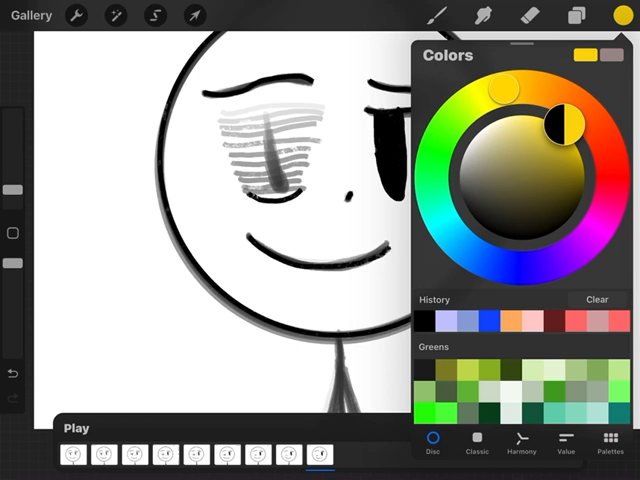 Gallery
Colors
History
Clear
Greens
Play
Disc
Classic
Harmony
Value
Palettes